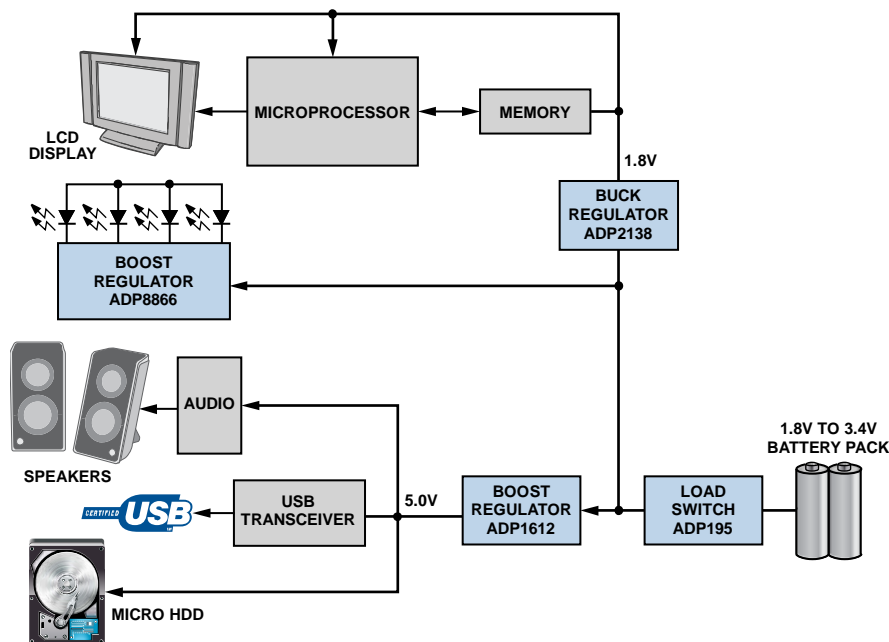 LCD
DISPLAY
MICROPROCESSOR
MEMORY
1.8V
BUCK
REGULATOR
ADP2138
BOOST
REGULATOR
ADP8866
AUDIO
SPEAKERS
1.8V TO 3.4V
BATTERY PACK
CERTIFIED
USB
USB
TRANSCEIVER
5.0V
BOOST
REGULATOR
ADP1612
LOAD
SWITCH
ADP195
MICRO HDD